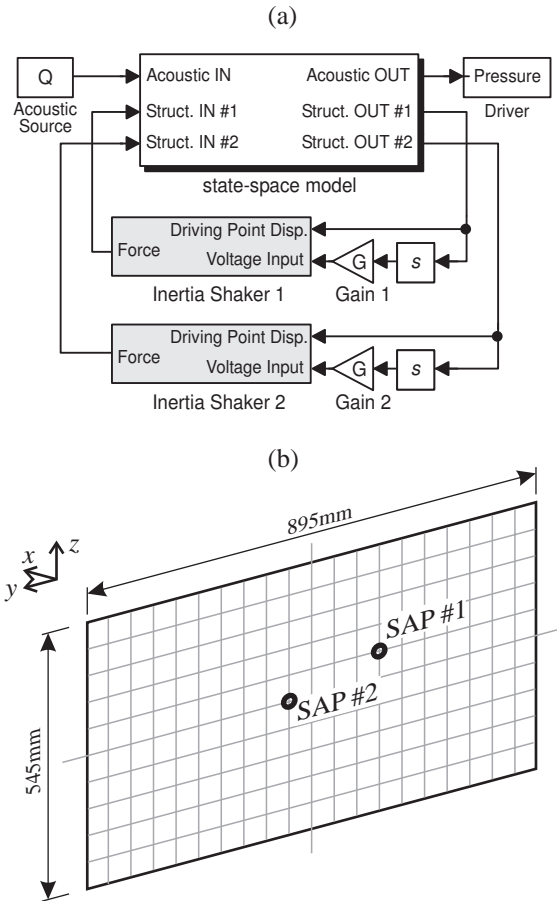 (a)
Q
Acoustic
Source
Acoustic IN
Struct. IN #1
Struct. IN #2
Acoustic OUT
Struct. OUT #1
Struct. OUT #2
Pressure
Driver
state-space model
Driving Point Disp.
Force
Voltage Input
G
s
Inertia Shaker 1
Gain 1
Driving Point Disp.
Force
Voltage Input
G
s
Inertia Shaker 2
Gain 2
(b)
895mm
x
y
z
SAP #1
SAP #2
545mm